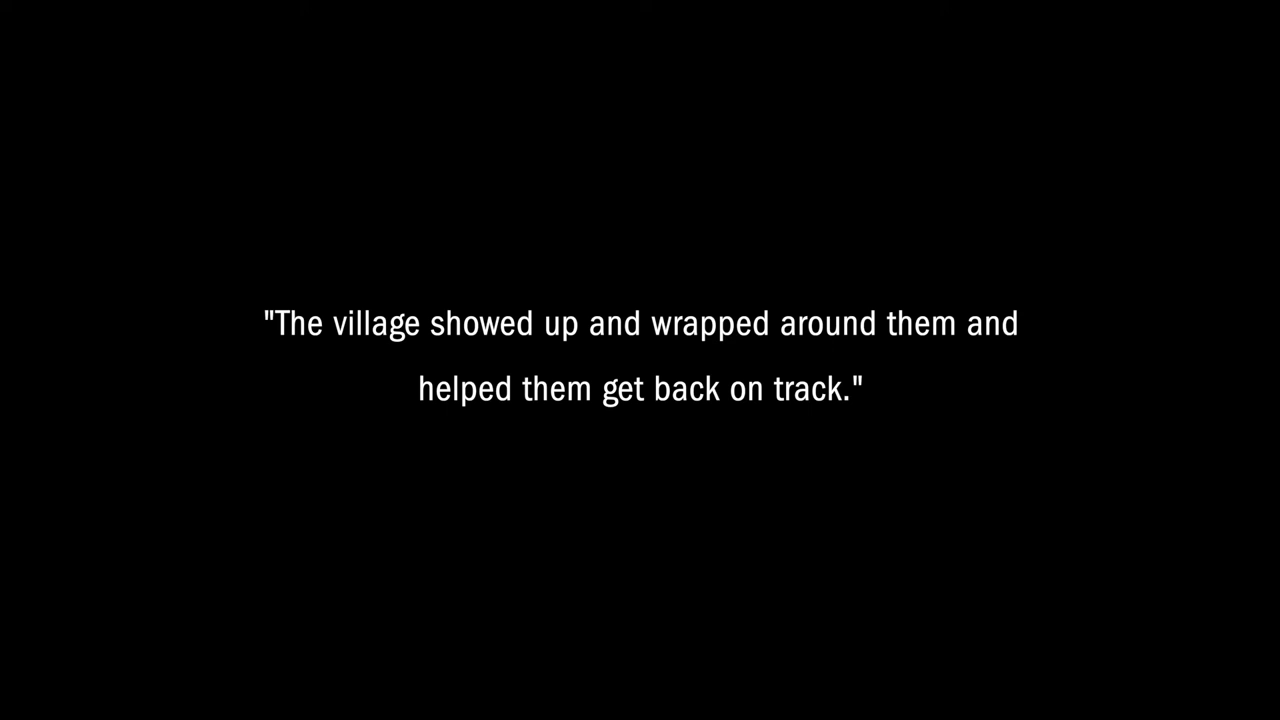 "The village showed up and wrapped around them and
helped them get back on track."